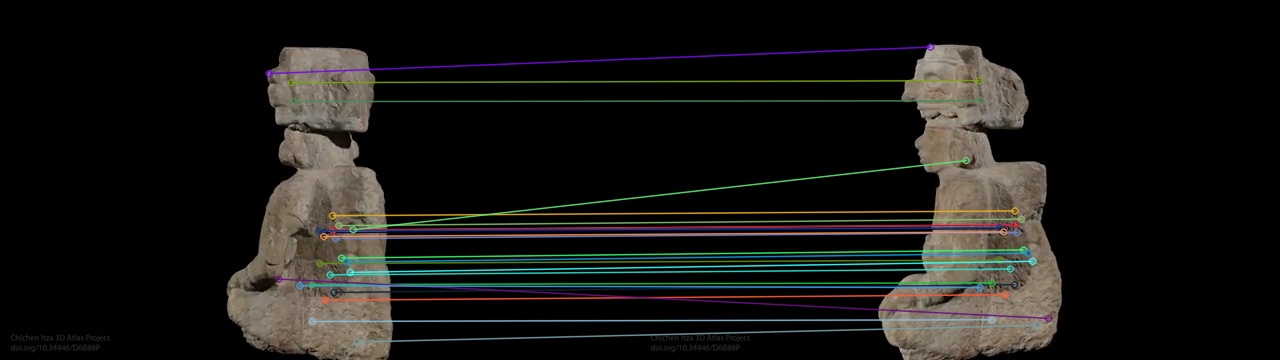 Chichen Itza 3D Atlas Project
doi.org/10.34946/D6B88P
Chichen Itza 3D Atlas Project
doi.org/10.34946/D6B88P